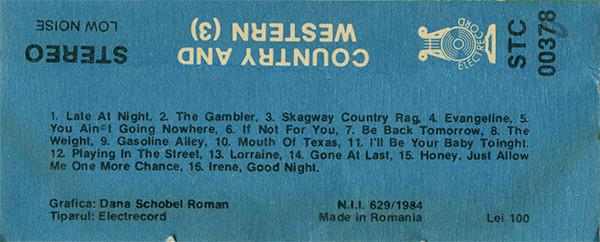 STEREO
LOW NOISE
COUNTRY AND
WESTERN (3)
ELECTRECORD
STC
00378
1. Late At Night, 2. The Gambler, 3. Skagway Country Rag, 4. Evangeline, 5.
You Ain't Going Nowhere, 6. If Not For You, 7. Be Back Tomorrow, 8. The
Weight, 9. Gasoline Alley, 10. Mouth Of Texas, 11. I'll Be Your Baby Toinght.
12. Playing In The Street, 13. Lorraine, 14. Gone At Last, 15. Honey, Just Allow
Me One More Chance, 16. Irene, Good Night.
Grafica: Dana Schobel Roman
Tiparul: Electrecord
N.I.I. 629/1984
Made in Romania
Lei 100